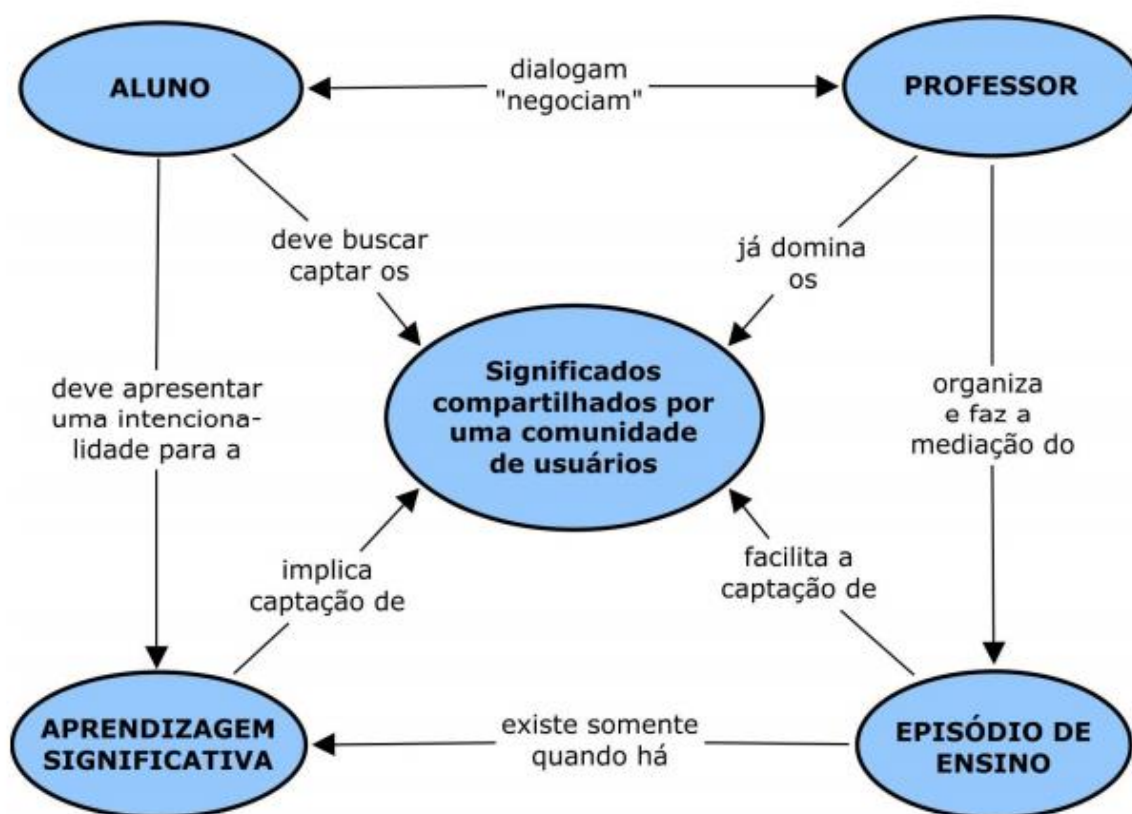 ALUNO
dialogam
"negociam"
PROFESSOR
deve buscar
captar os
já domina
os
deve apresentar
uma intenciona-
lidade para a
Significados
compartilhados por
uma comunidade
de usuários
organiza
e faz a
mediação do
implica
captação de
facilita a
captação de
APRENDIZAGEM
SIGNIFICATIVA
existe somente
quando há
EPISÓDIO DE
ENSINO